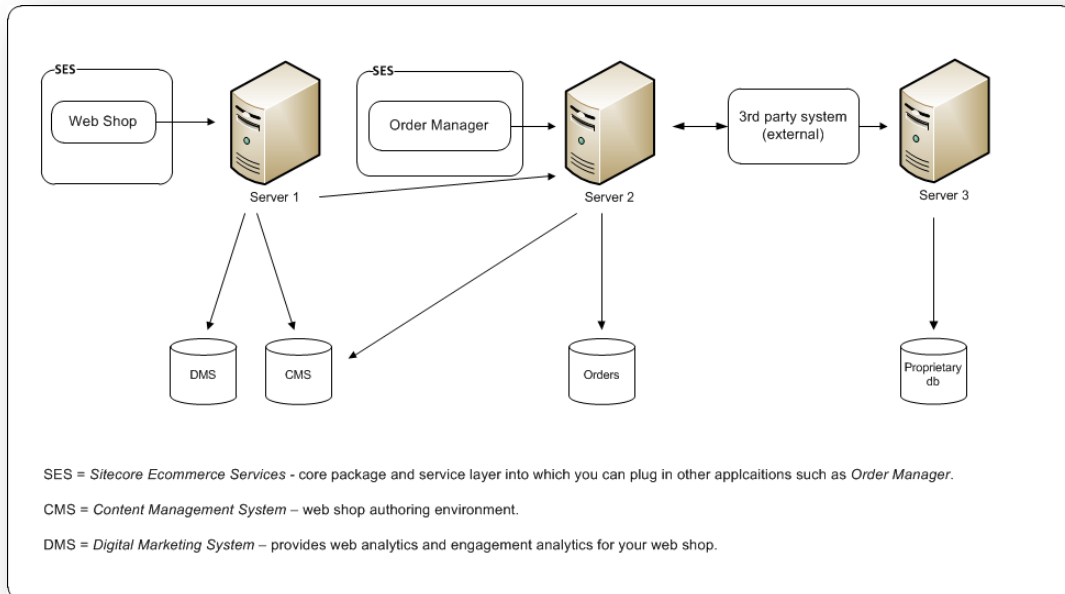 SES
Web Shop
SES
Order Manager
3rd party system
(external)
Server 1
Server 2
Server 3
DMS
CMS
Orders
Proprietary
db
SES = Sitecore Ecommerce Services - core package and service layer into which you can plug in other applcaitions such as Order Manager.
CMS = Content Management System – web shop authoring environment.
DMS = Digital Marketing System – provides web analytics and engagement analytics for your web shop.